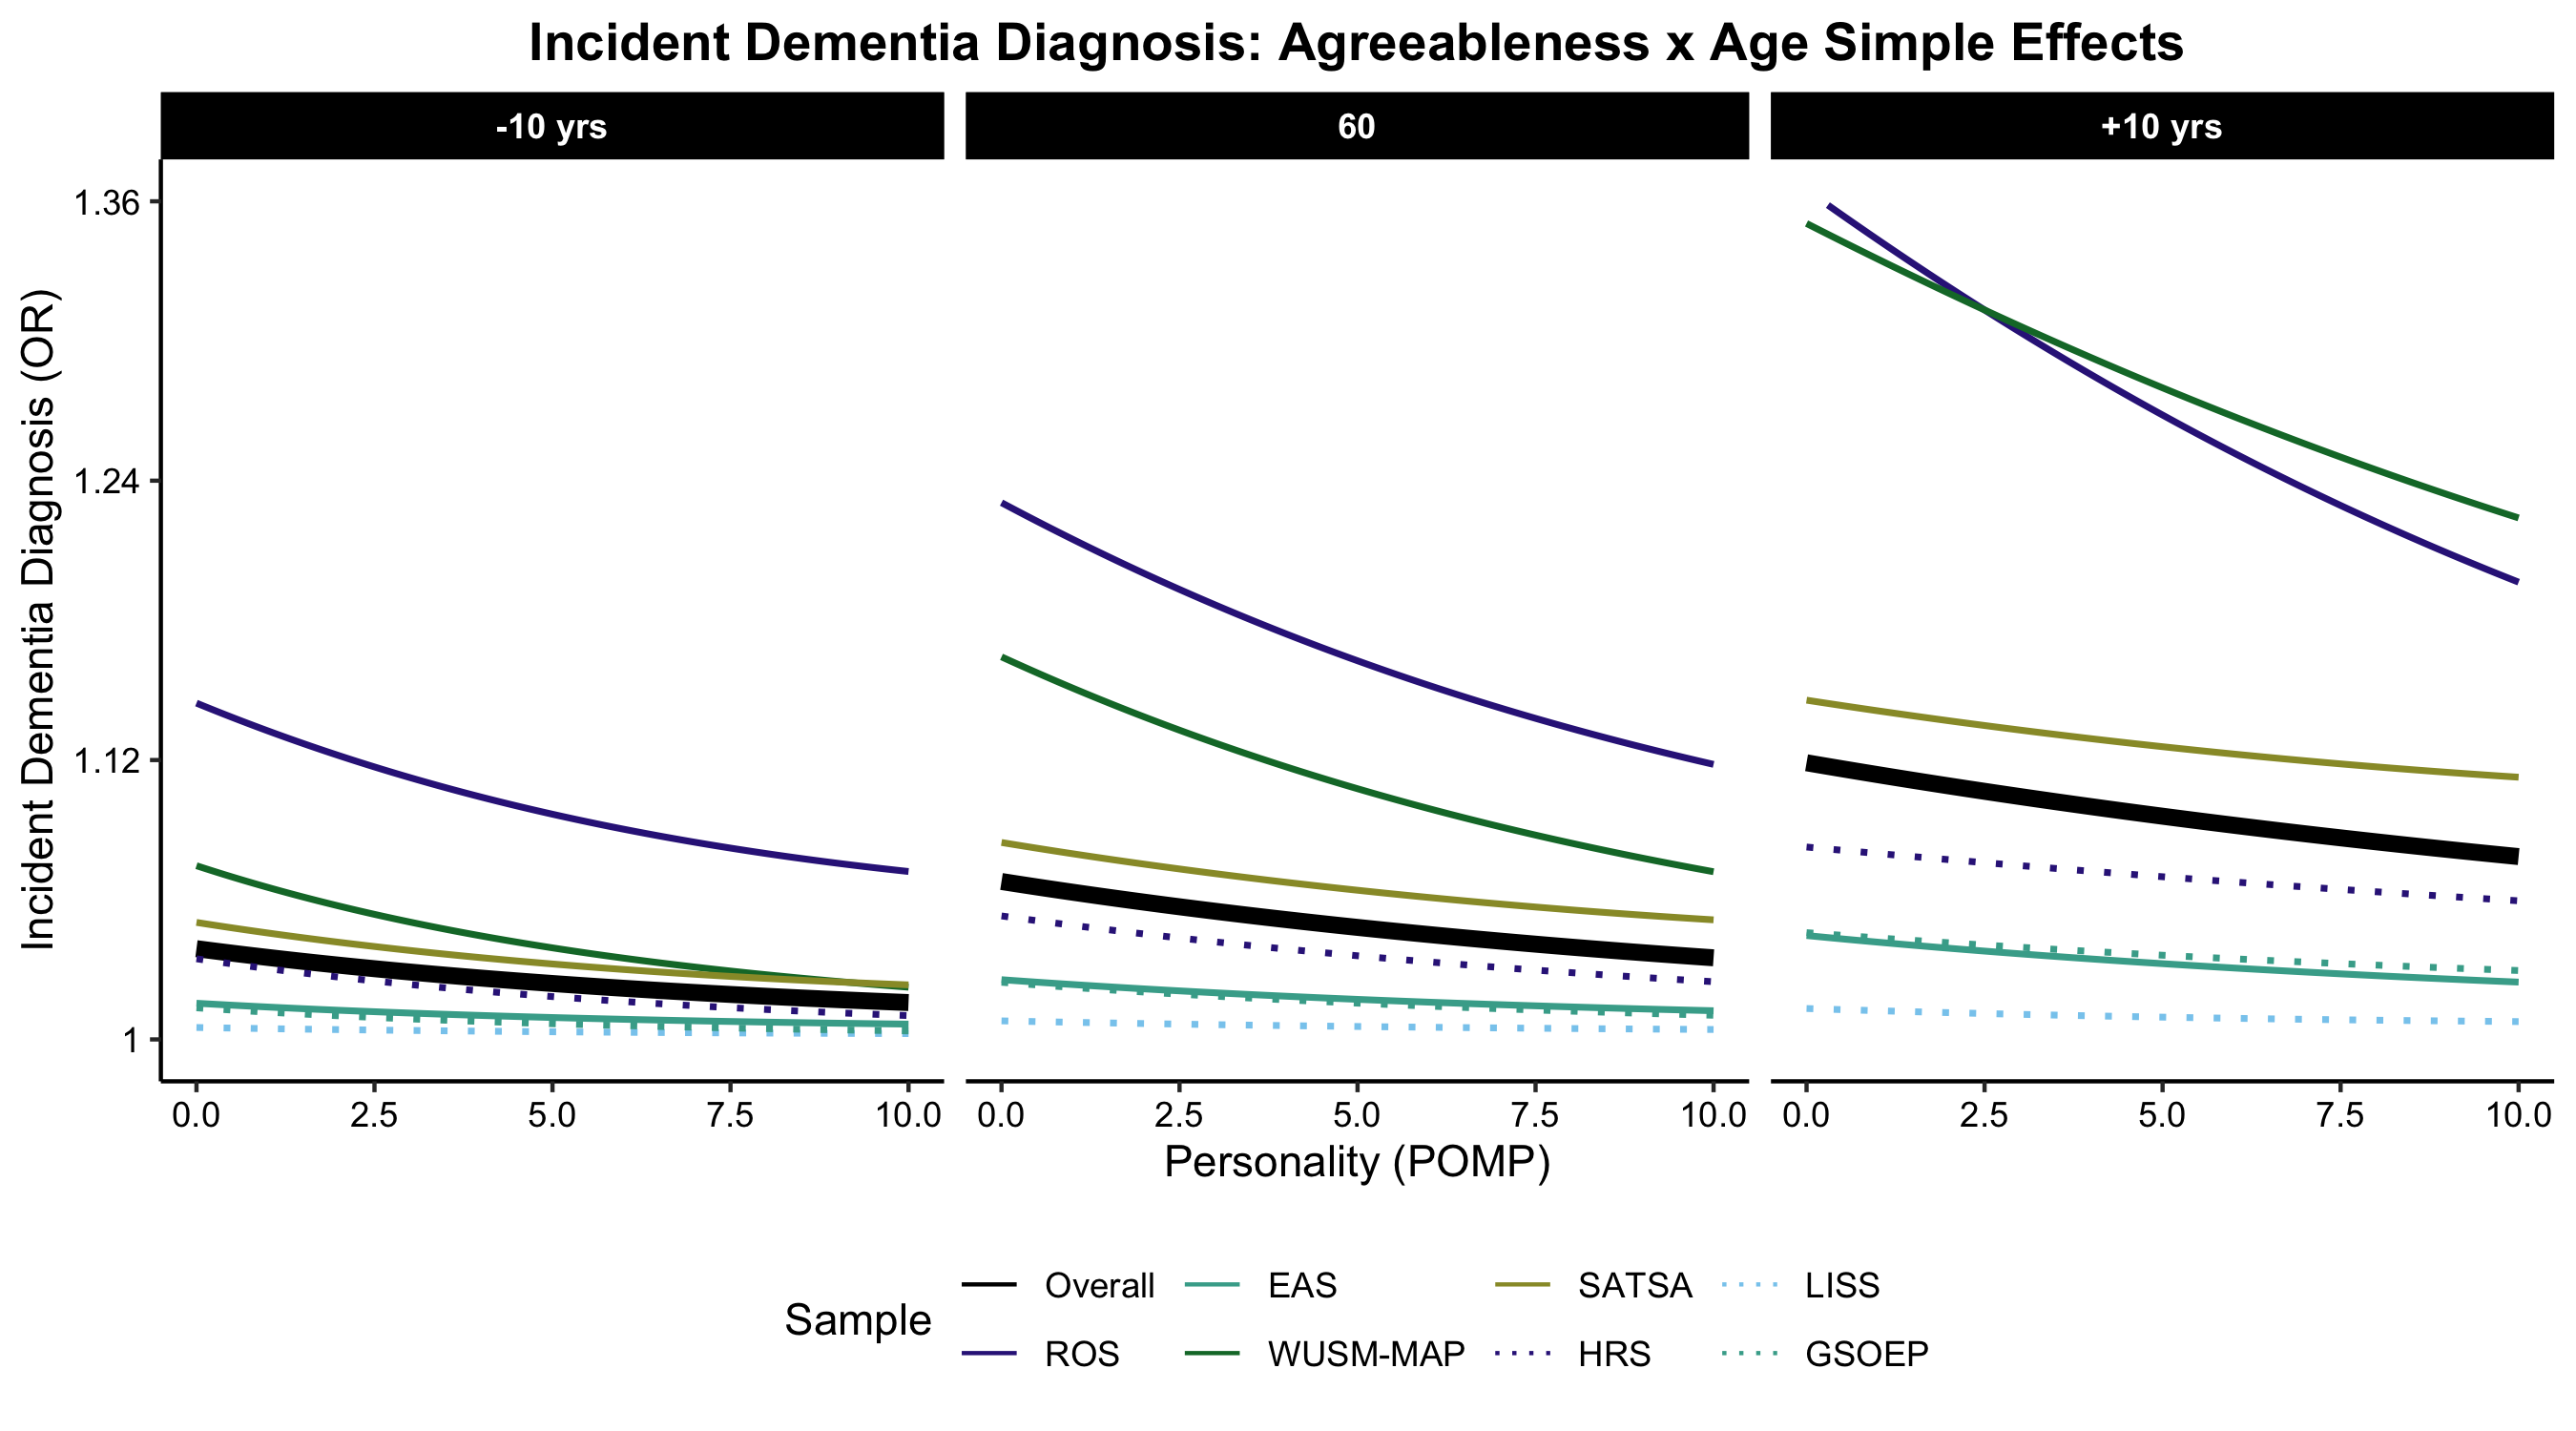 Incident Dementia Diagnosis: Agreeableness x Age Simple Effects
-10 yrs
60
+10 yrs
Incident Dementia Diagnosis (OR)
1.36
1.24
1.12
1
0.0 2.5 5.0 7.5 10.0
0.0 2.5 5.0 7.5 10.0
0.0 2.5 5.0 7.5 10.0
Personality (POMP)
Sample
Overall EAS SATSA LISS
ROS WUSM-MAP HRS GSOEP